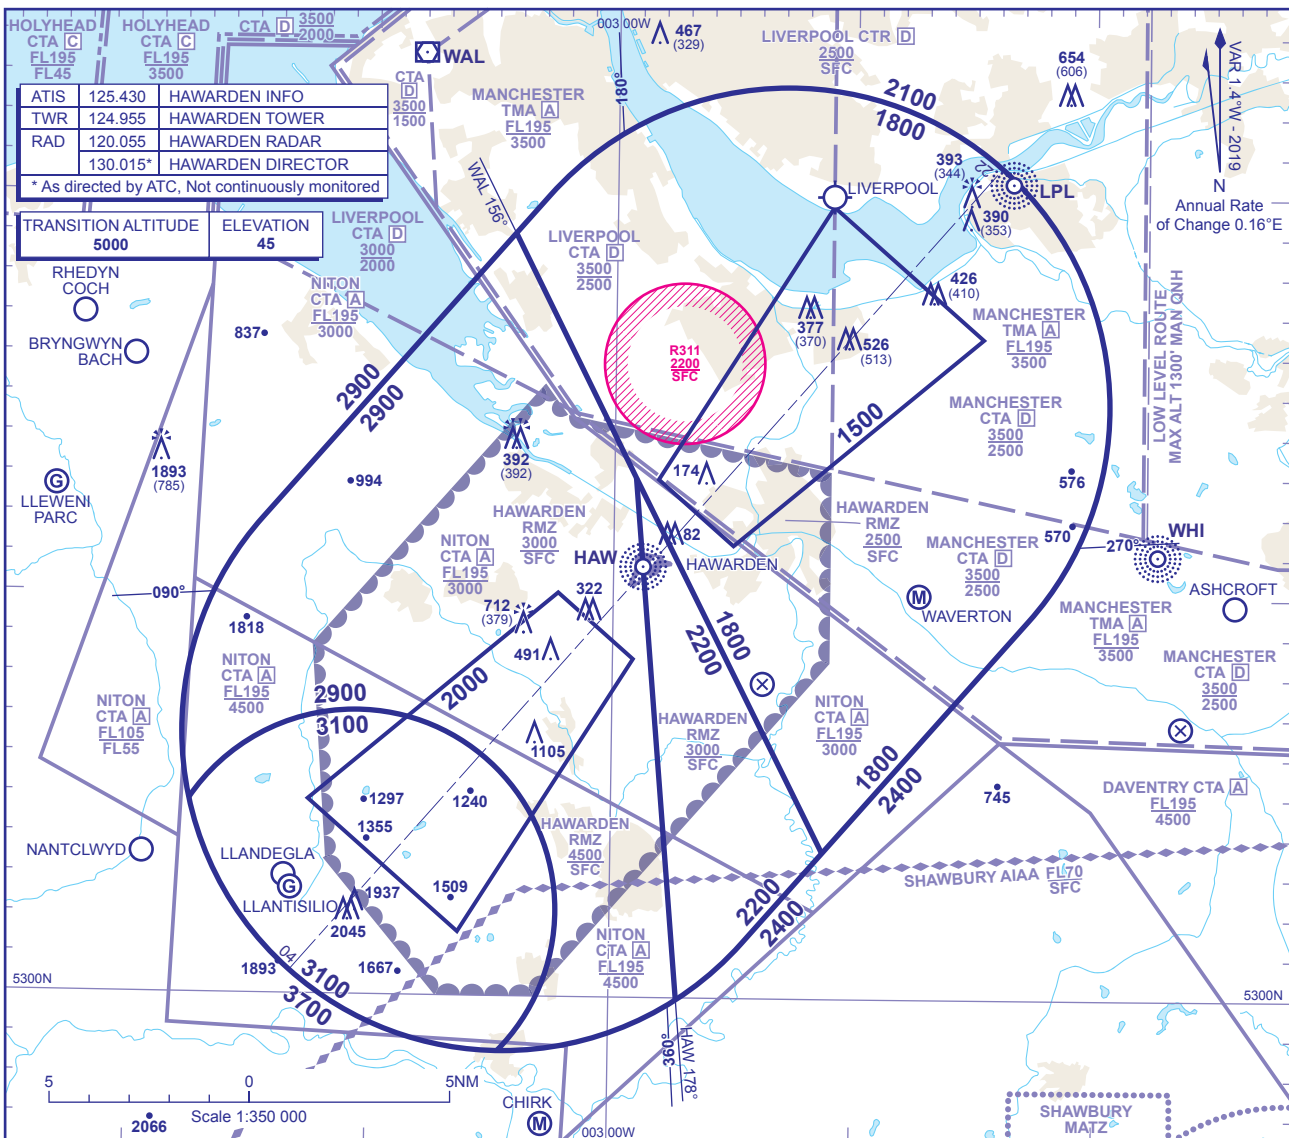 HOLYHEAD
CTA C
FL195
FL45
HOLYHEAD
CTA C
FL195
3500
CTA D 3500
2000
WAL
CTA
D
3500
1500
003 00W
180°
467
(329)
LIVERPOOL CTR D
2500
SFC
654
(606)
VAR 1.4°W - 2019
N
Annual Rate
of Change 0.16°E
ATIS 125.430 HAWARDEN INFO
TWR 124.955 HAWARDEN TOWER
RAD 120.055 HAWARDEN RADAR
130.015* HAWARDEN DIRECTOR
* As directed by ATC, Not continuously monitored
TRANSITION ALTITUDE
5000
ELEVATION
45
MANCHESTER
TMA A
FL195
3500
2100
1800
WAL 156°
393
(344)
22
LPL
390
(353)
LIVERPOOL
LIVERPOOL
CTA D
3000
2000
LIVERPOOL
CTA D
3500
2500
RHEDYN
COCH
BRYNGWYN
BACH
837
NITON
CTA A
FL195
3000
426
(410)
377
(370)
526
(513)
MANCHESTER
TMA A
FL195
3500
LOW LEVEL ROUTE
MAX ALT 1300' MAN QNH
R311
2200
SFC
2900
2900
1500
MANCHESTER
CTA D
3500
2500
1893
(785)
LLEWENI
PARC
G
994
392
(392)
174
576
HAWARDEN
RMZ
3000
SFC
HAWARDEN
RMZ
2500
SFC
NITON
CTA A
FL195
3000
HAW
82
HAWARDEN
MANCHESTER
CTA D
3500
2500
570
270°
WHI
090°
1818
712
(379)
322
491
M
WAVERTON
ASHCROFT
MANCHESTER
TMA A
FL195
3500
MANCHESTER
CTA D
3500
2500
1800
2200
NITON
CTA A
FL195
4500
NITON
CTA A
FL105
FL55
2900
3100
2000
1105
HAWARDEN
RMZ
3000
SFC
NITON
CTA A
FL195
3000
1800
2400
745
DAVENTRY CTA A
FL195
4500
1297
1355
1240
HAWARDEN
RMZ
4500
SFC
NANTCLWYD
LLANDEGLA
G
LLANTISILIO
1937
2045
1509
SHAWBURY AIAA FL70
SFC
2200
2400
NITON
CTA A
FL195
4500
1893
04
3100
3700
1667
5300N
5300N
360°
HAW 178°
5 0 5NM
Scale 1:350 000
2066
CHIRK
M
003 00W
SHAWBURY
MATZ